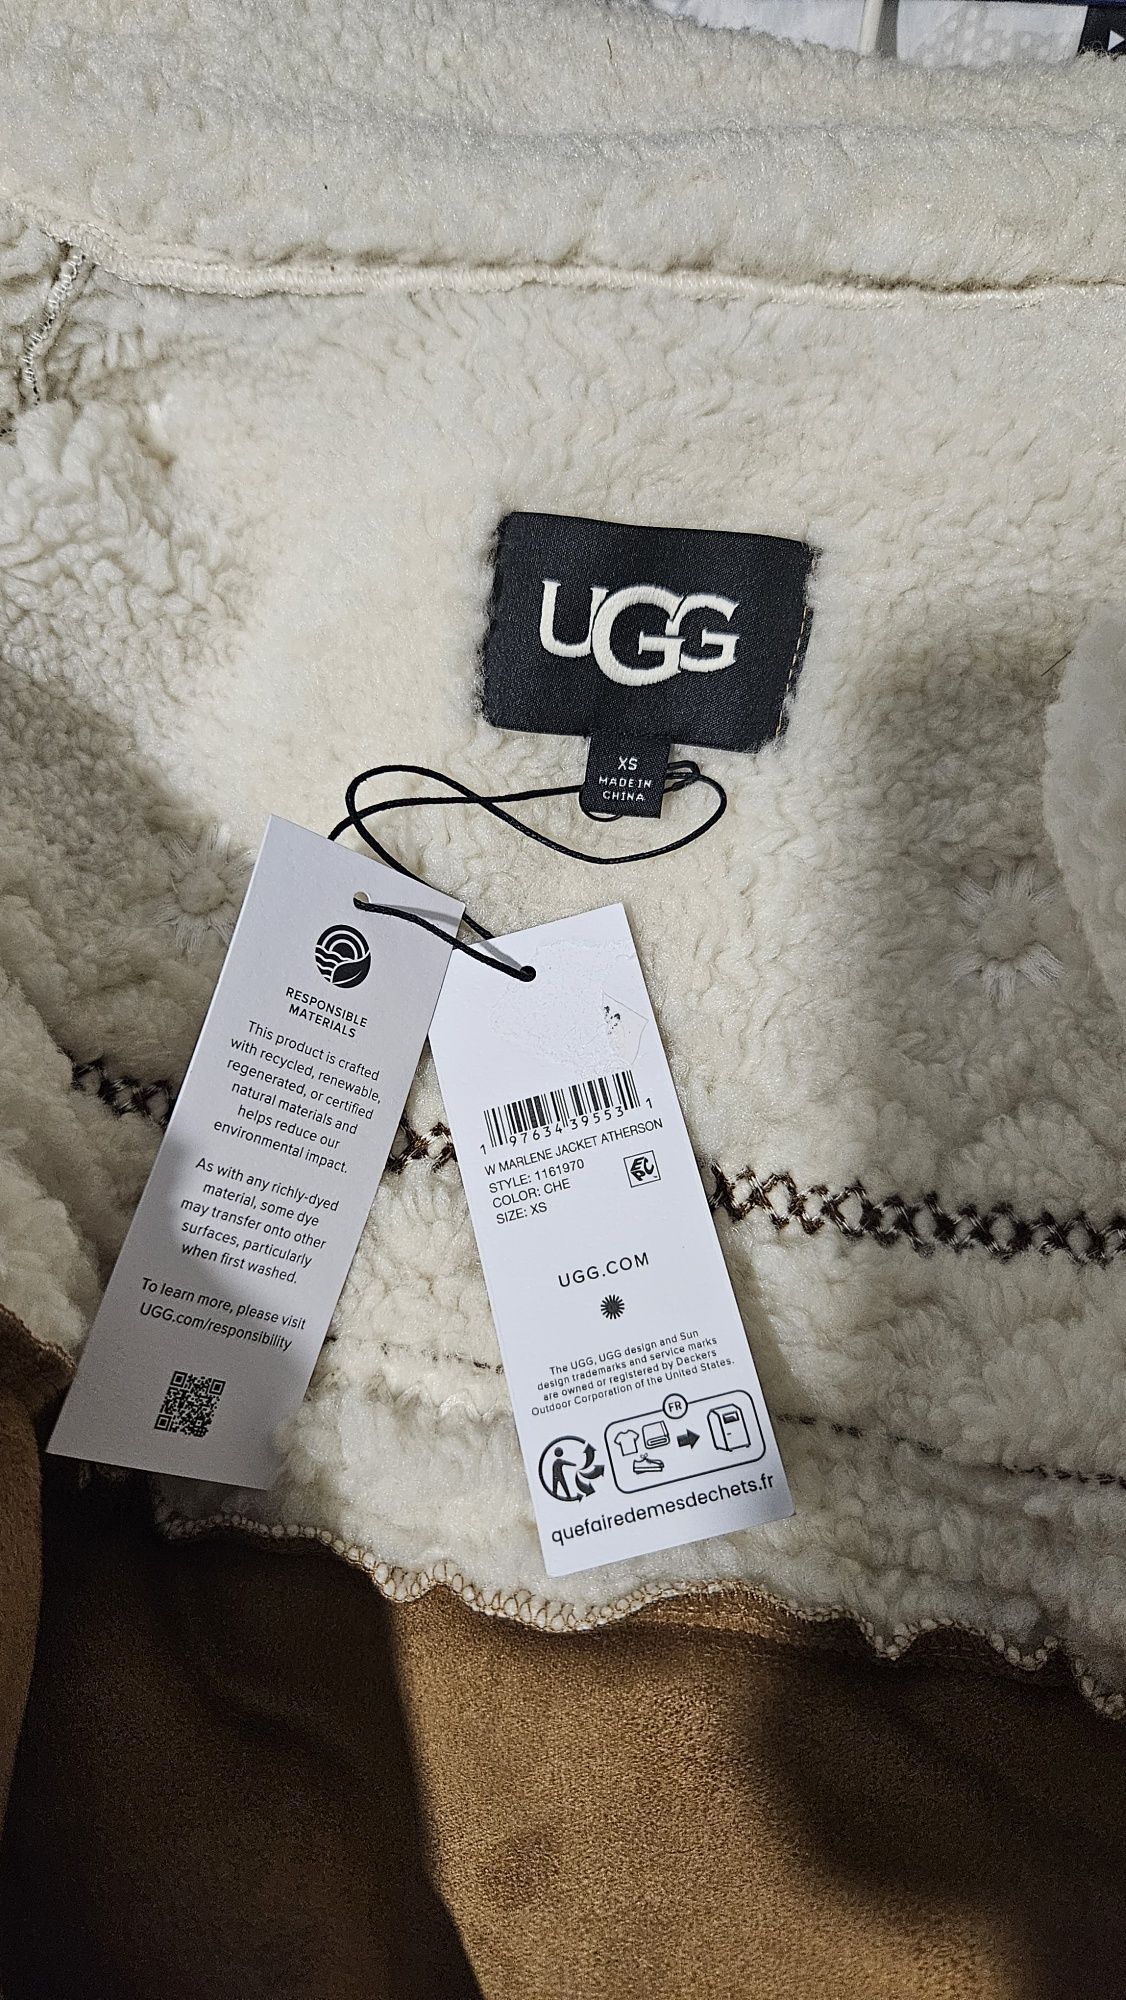 UGG
XS
MADE IN
CHINA
RESPONSIBLE
MATERIALS
This product is crafted
with recycled, renewable,
regenerated, or certified
natural materials and
helps reduce our
environmental impact.
As with any richly-dyed
material, some dye
may transfer onto other
surfaces, particularly
when first washed.
To learn more, please visit
UGG.com/responsibility
1 97634 39553 1
W MARLENE JACKET ATHERSON
STYLE: 1161970
COLOR: CHE
SIZE: XS
EPC
UGG.COM
The UGG, UGG design and Sun
design trademarks and service marks
are owned or registered by Deckers
Outdoor Corporation of the United States.
FR
quefairedemesdechets.fr